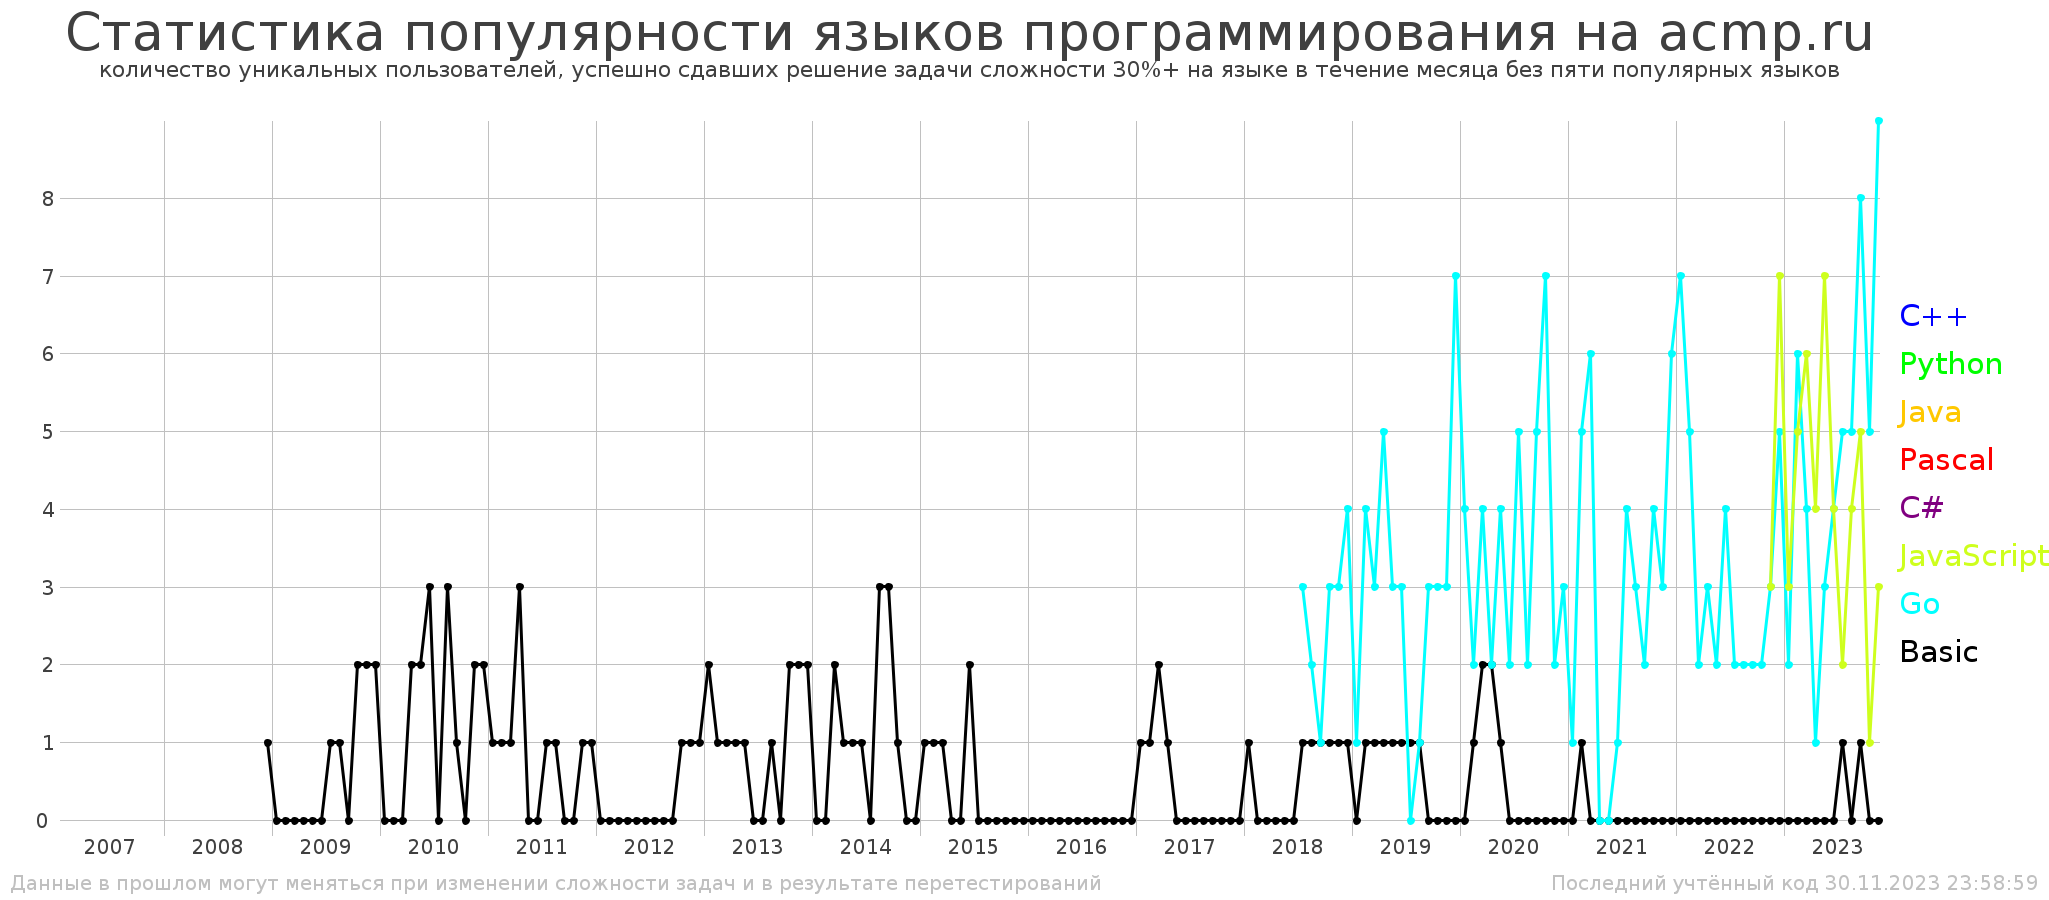 Статистика популярности языков программирования на acmp.ru
количество уникальных пользователей, успешно сдавших решение задачи сложности 30%+ на языке в течение месяца без пяти популярных языков
8
7
6
5
4
3
2
1
0
C++
Python
Java
Pascal
C#
JavaScript
Go
Basic
2007 2008 2009 2010 2011 2012 2013 2014 2015 2016 2017 2018 2019 2020 2021 2022 2023
Данные в прошлом могут меняться при изменении сложности задач и в результате перетестирований
Последний учтённый код 30.11.2023 23:58:59